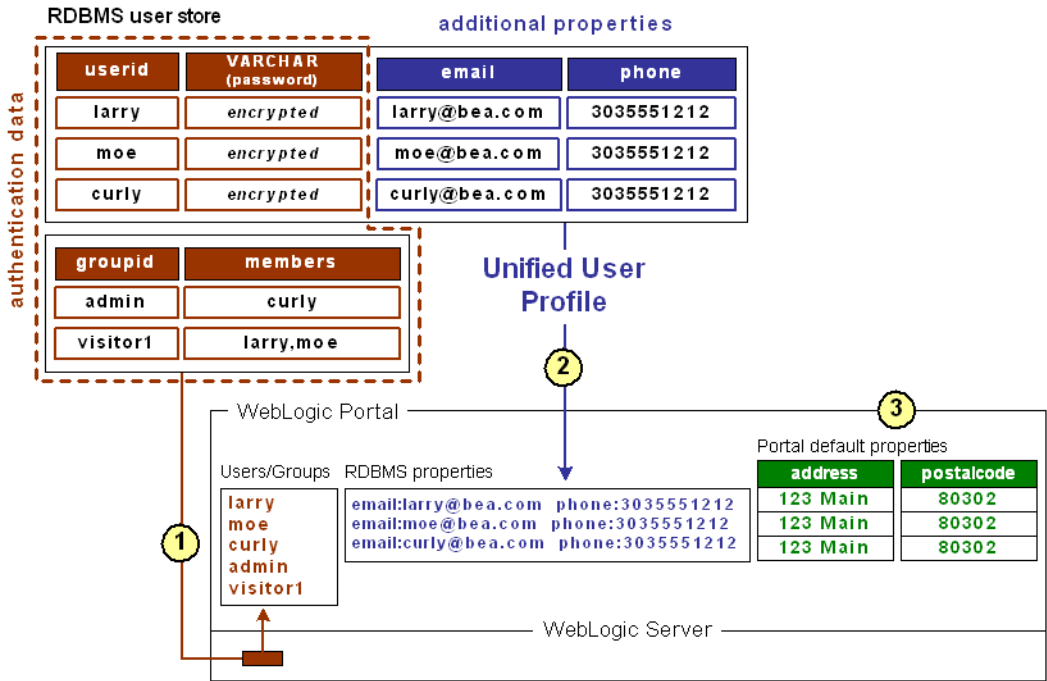 RDBMS user store
additional properties
authentication data
userid VARCHAR (password) email phone
larry encrypted larry@bea.com 3035551212
moe encrypted moe@bea.com 3035551212
curly encrypted curly@bea.com 3035551212
groupid members
admin curly
visitor1 larry,moe
Unified User
Profile
2
WebLogic Portal
3
Portal default properties
Users/Groups RDBMS properties
address postalcode
123 Main 80302
123 Main 80302
123 Main 80302
larry
moe
curly
admin
visitor1
email:larry@bea.com phone:3035551212
email:moe@bea.com phone:3035551212
email:curly@bea.com phone:3035551212
1
WebLogic Server